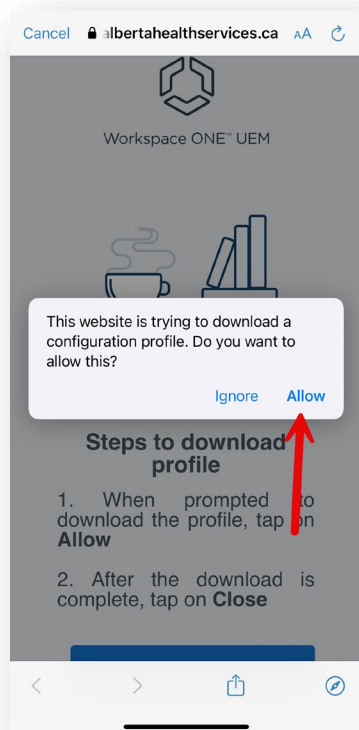 Cancel albertahealthservices.ca AA
Workspace ONE™ UEM
This website is trying to download a
configuration profile. Do you want to
allow this?
Ignore Allow
Steps to download
profile
1. When prompted to
download the profile, tap on
Allow
2. After the download is
complete, tap on Close